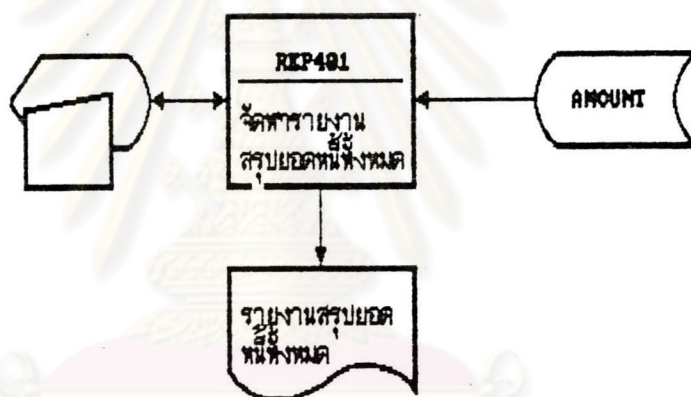 REP401
จัดทำรายงาน
สรุปยอดหนี้ทั้งหมด
AMOUNT
รายงานสรุปยอด
หนี้ทั้งหมด